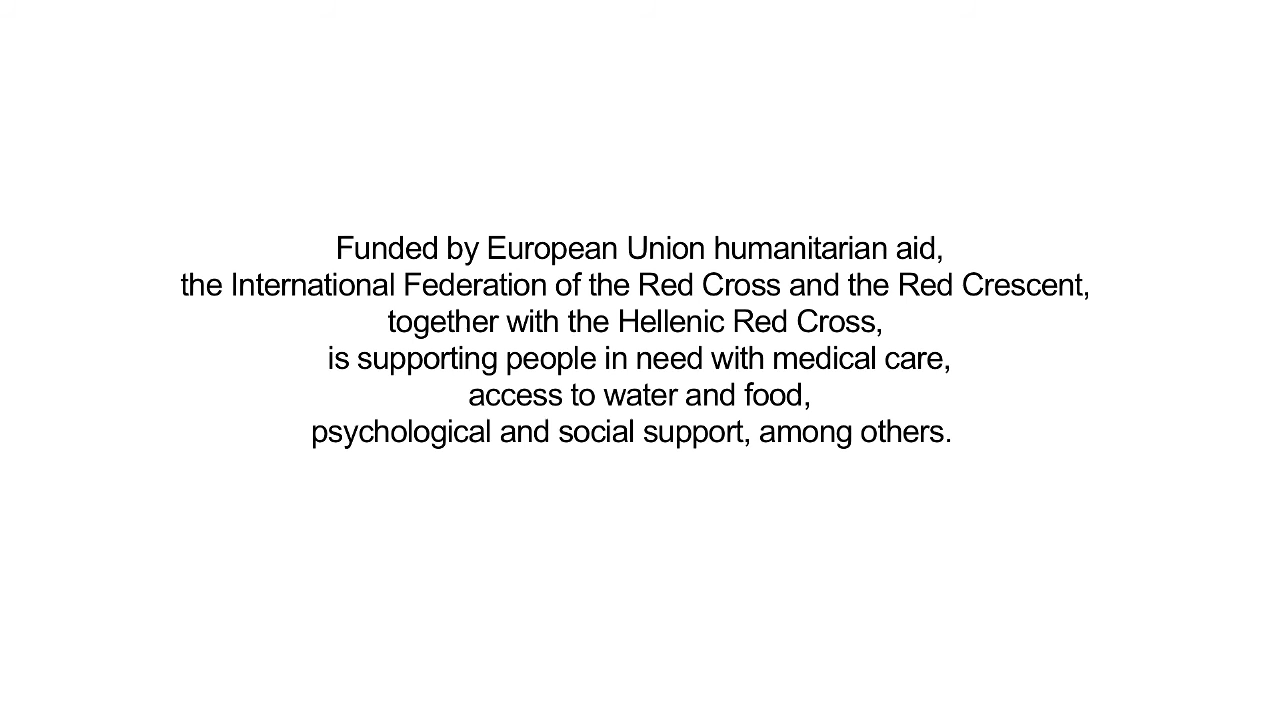 Funded by European Union humanitarian aid,
the International Federation of the Red Cross and the Red Crescent,
together with the Hellenic Red Cross,
is supporting people in need with medical care,
access to water and food,
psychological and social support, among others.